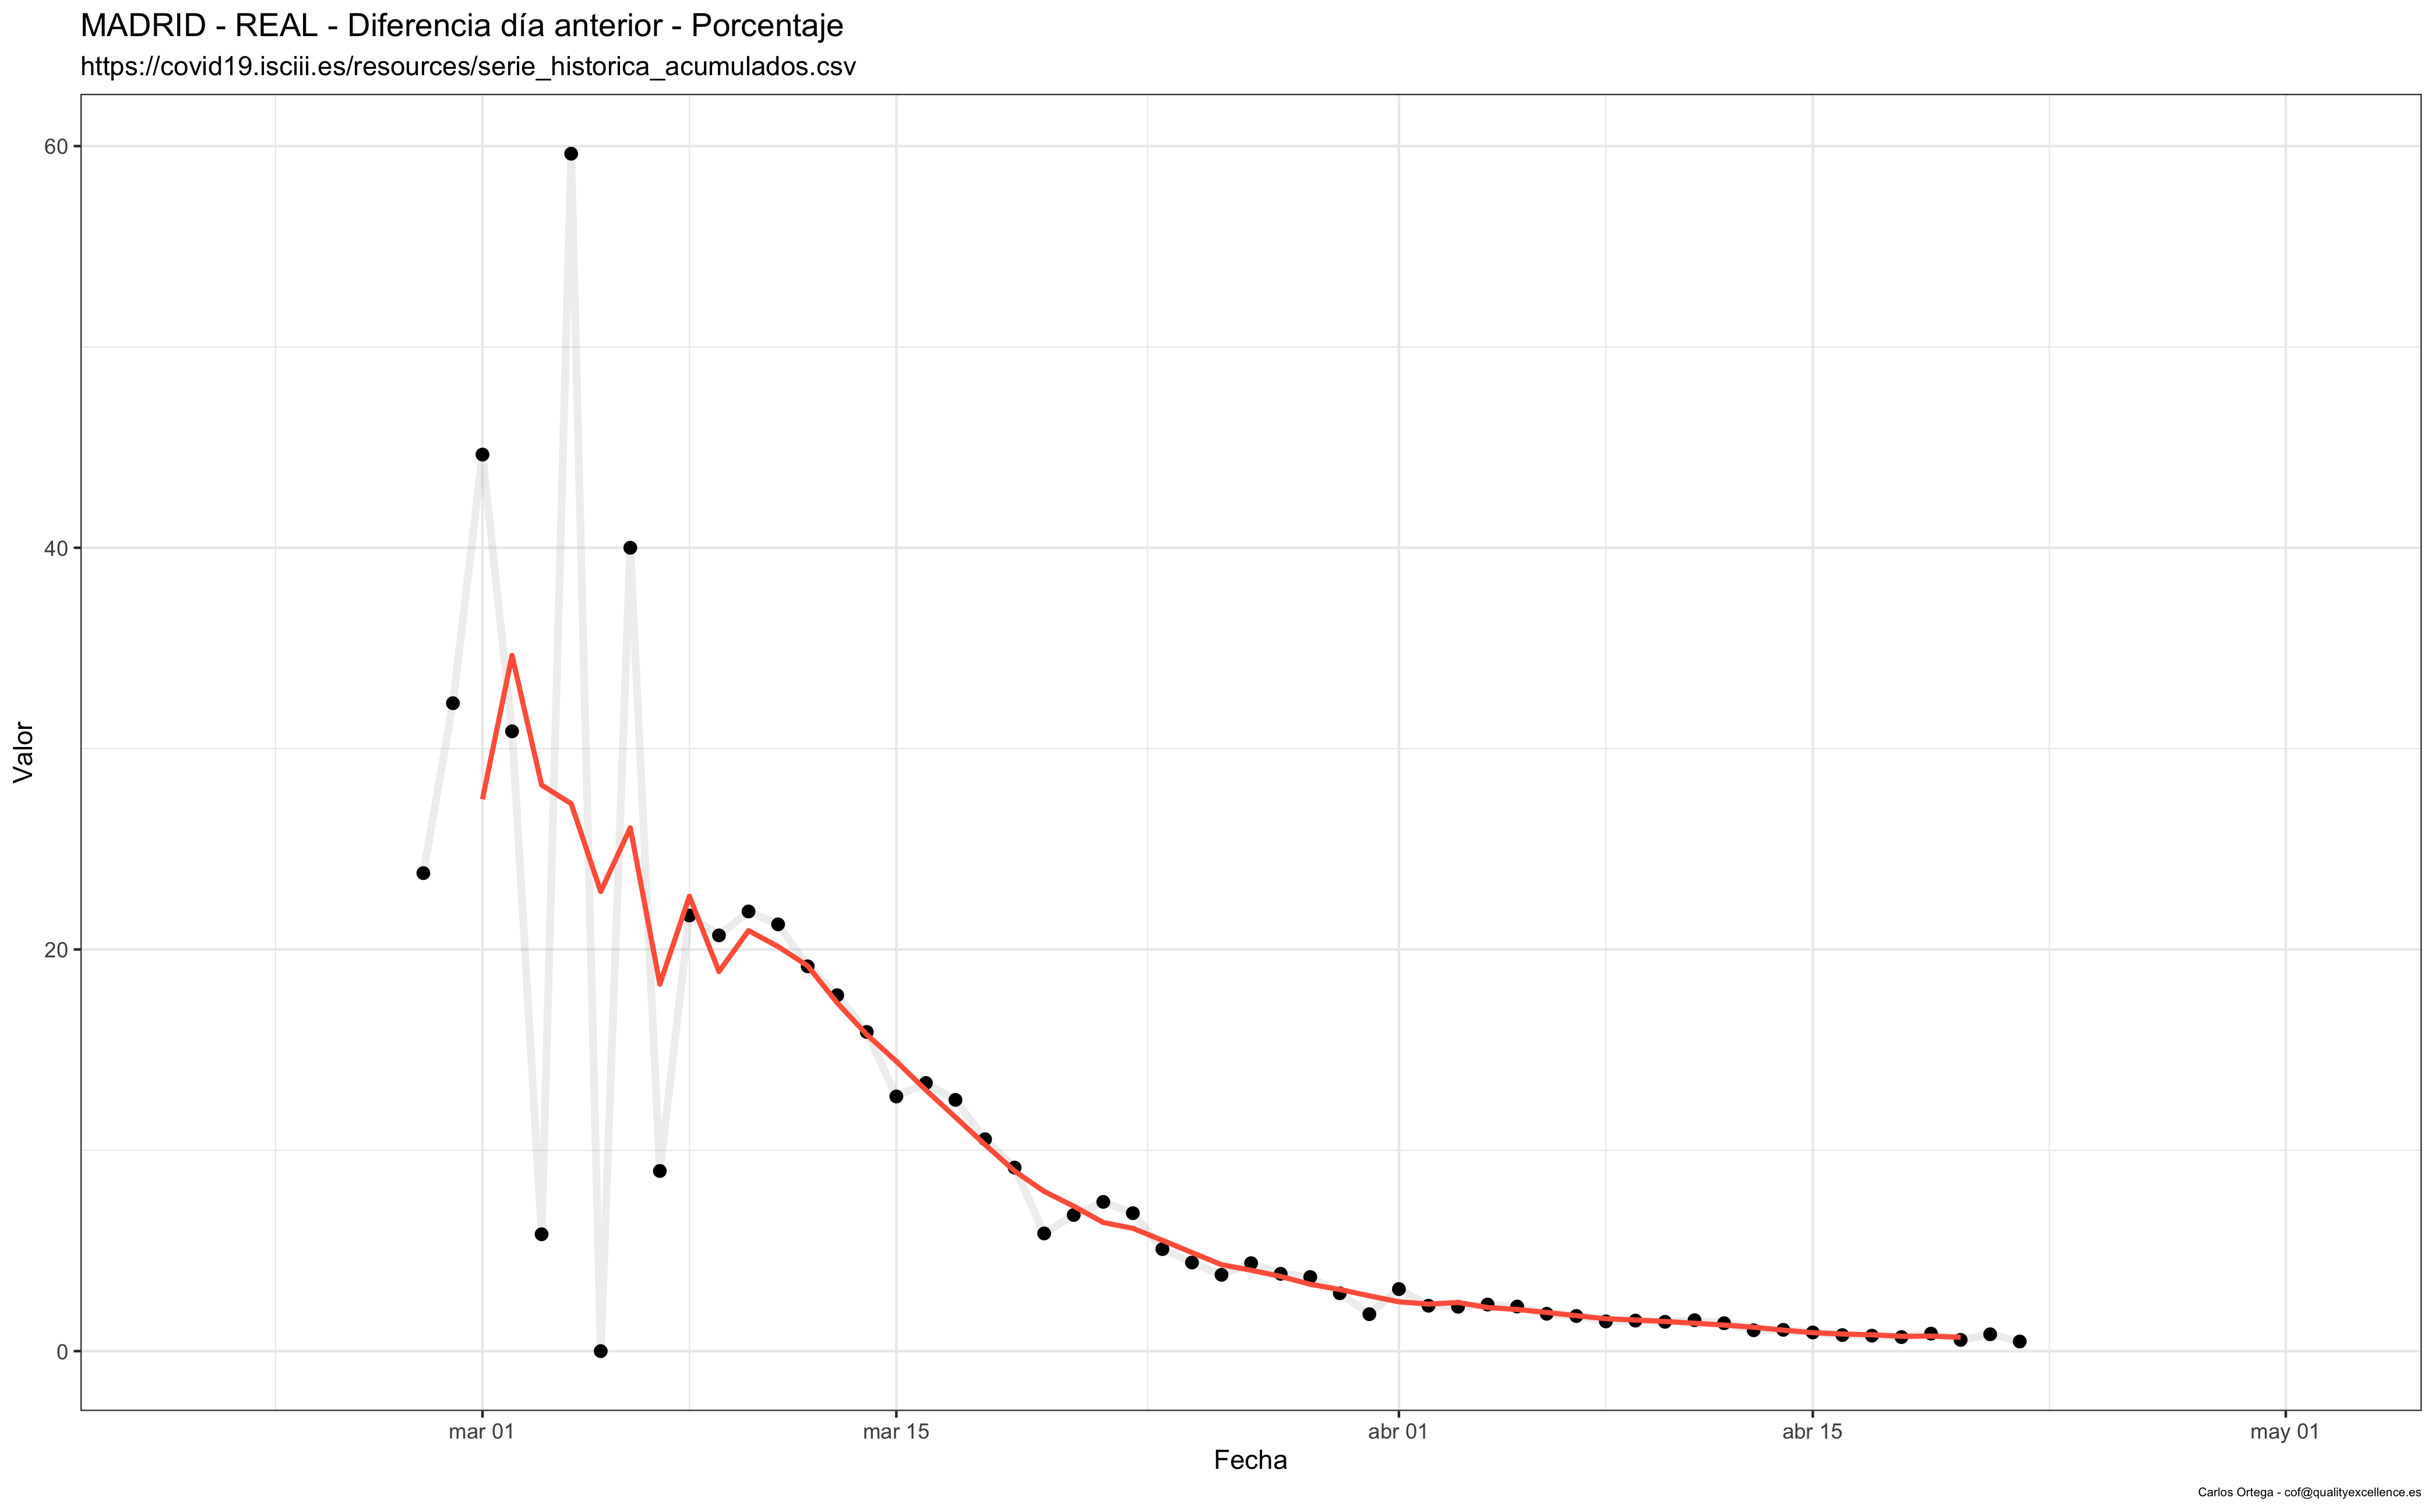 MADRID - REAL - Diferencia día anterior - Porcentaje
https://covid19.isciii.es/resources/serie_historica_acumulados.csv
60
40
20
0
Valor
mar 01
mar 15
abr 01
abr 15
may 01
Fecha
Carlos Ortega - cof@qualityexcellence.es